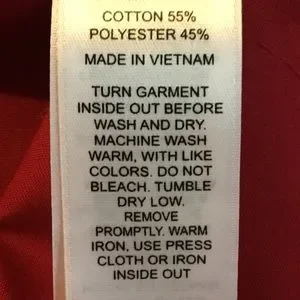 COTTON 55%
POLYESTER 45%
MADE IN VIETNAM
TURN GARMENT
INSIDE OUT BEFORE
WASH AND DRY.
MACHINE WASH
WARM, WITH LIKE
COLORS. DO NOT
BLEACH. TUMBLE
DRY LOW.
REMOVE
PROMPTLY. WARM
IRON, USE PRESS
CLOTH OR IRON
INSIDE OUT